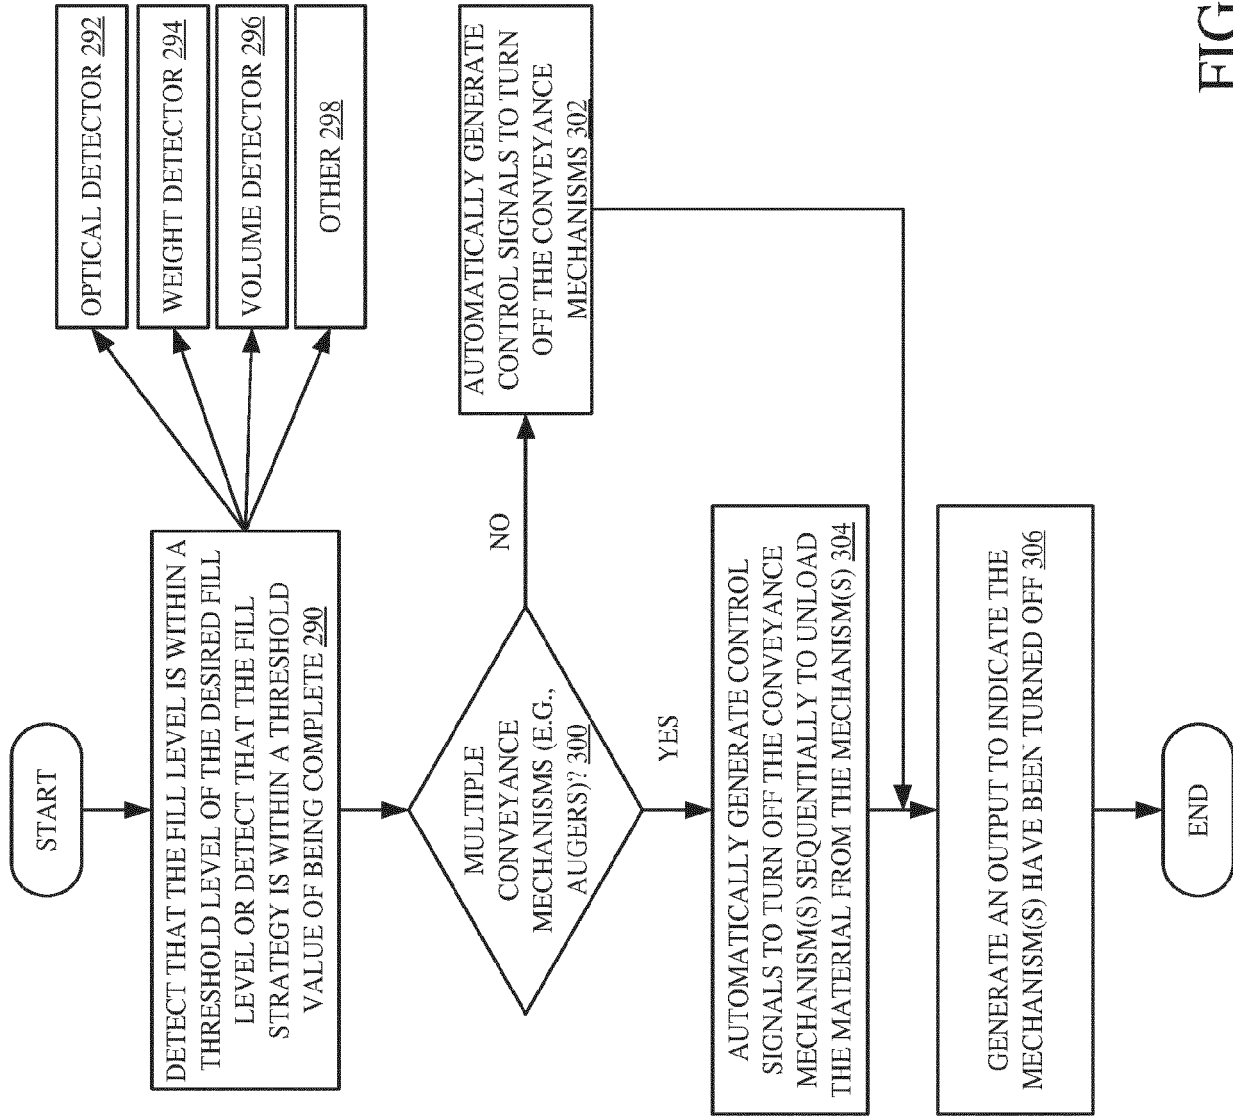 START
DETECT THAT THE FILL LEVEL IS WITHIN A
THRESHOLD LEVEL OF THE DESIRED FILL
LEVEL OR DETECT THAT THE FILL
STRATEGY IS WITHIN A THRESHOLD
VALUE OF BEING COMPLETE 290
OPTICAL DETECTOR 292
WEIGHT DETECTOR 294
VOLUME DETECTOR 296
OTHER 298
MULTIPLE
CONVEYANCE
MECHANISMS (E.G.,
AUGERS)? 300
NO
AUTOMATICALLY GENERATE
CONTROL SIGNALS TO TURN
OFF THE CONVEYANCE
MECHANISMS 302
YES
AUTOMATICALLY GENERATE CONTROL
SIGNALS TO TURN OFF THE CONVEYANCE
MECHANISM(S) SEQUENTIALLY TO UNLOAD
THE MATERIAL FROM THE MECHANISM(S) 304
GENERATE AN OUTPUT TO INDICATE THE
MECHANISM(S) HAVE BEEN TURNED OFF 306
END
FIG